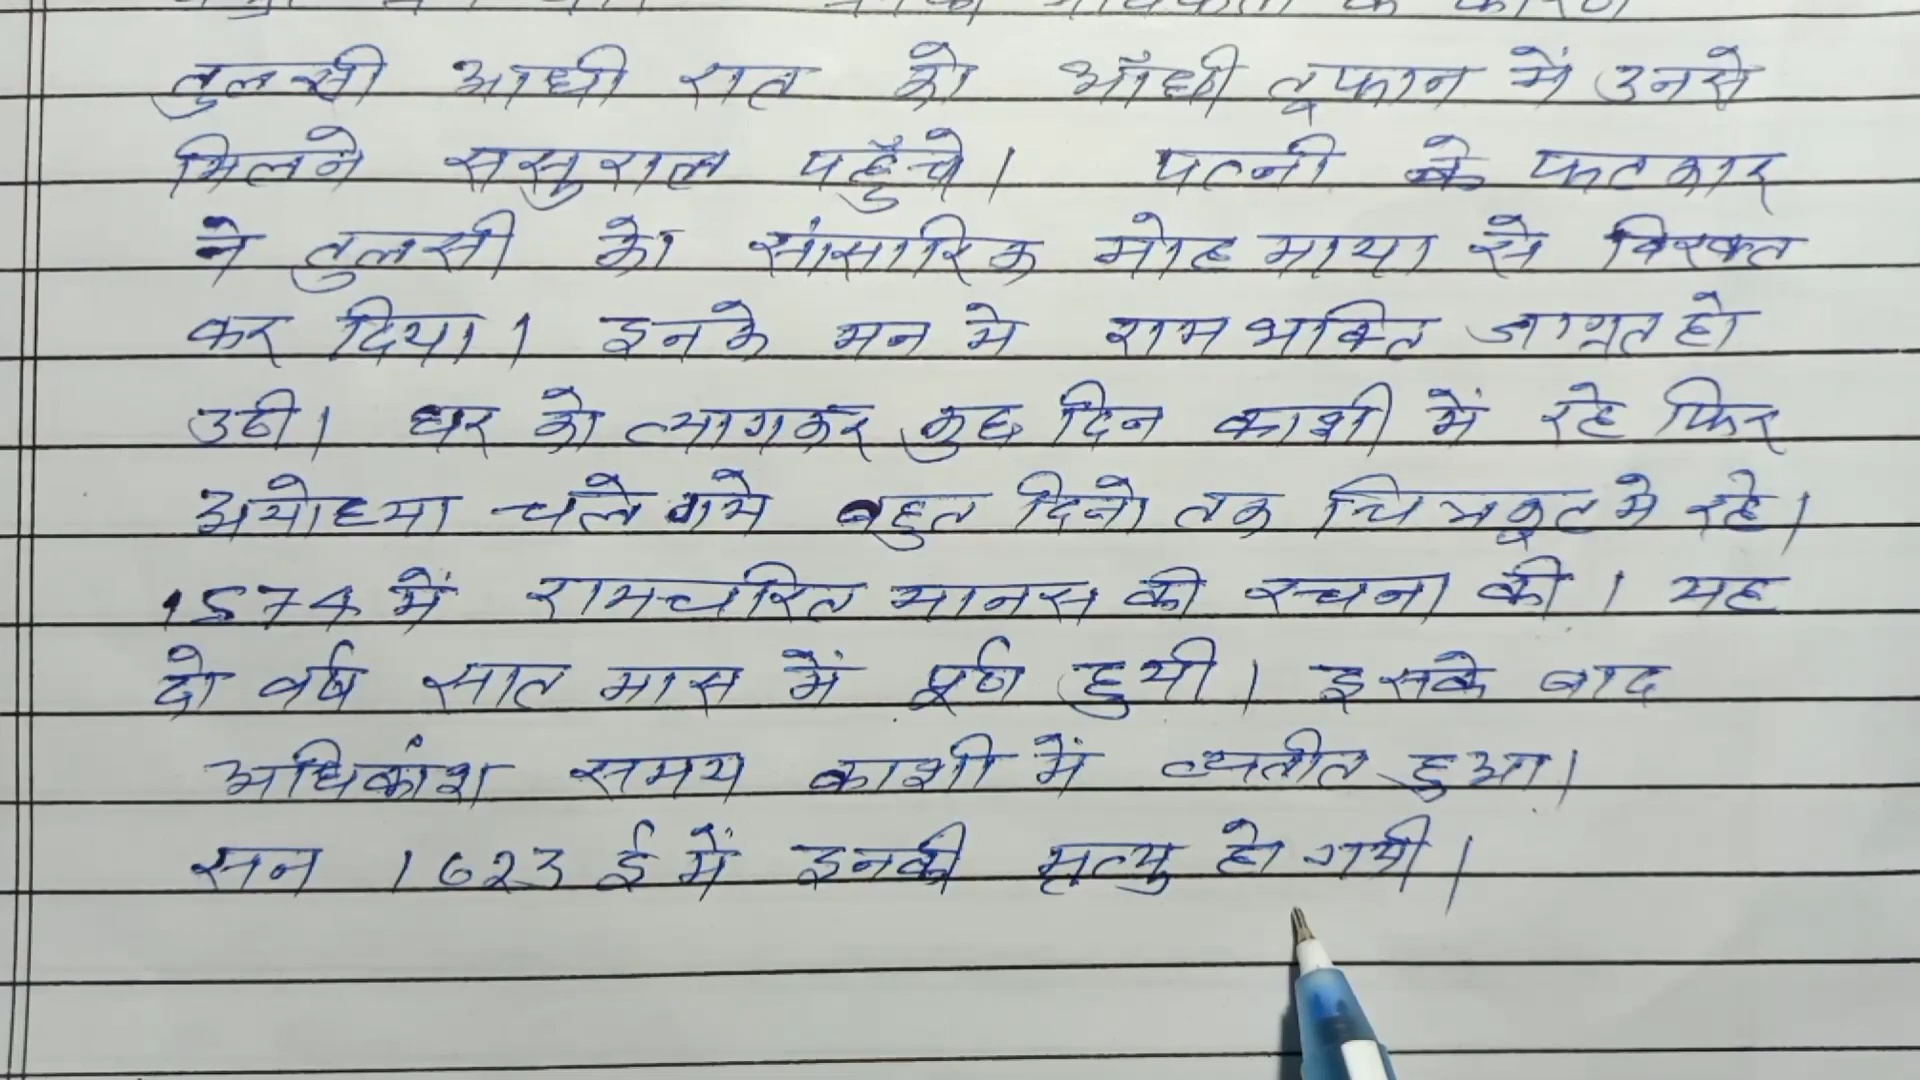 के कारण
तुलसी आधी रात को आँधी तूफान में उनसे
मिलने ससुराल पहुँचे। पत्नी के फटकार
ने तुलसी को सांसारिक मोह माया से विरक्त
कर दिया। इनके मन मे राम भक्ति जागृत हो
उठी। घर को त्यागकर कुछ दिन काशी में रहे फिर
अयोध्या चले गये बहुत दिनो तक चित्रकूट मे रहे।
1574 में रामचरित मानस की रचना की। यह
दो वर्ष सात मास में पूर्ण हुयी। इसके बाद
अधिकांश समय काशी में व्यतीत हुआ।
सन 1623 ई में इनकी मृत्यु हो गयी।